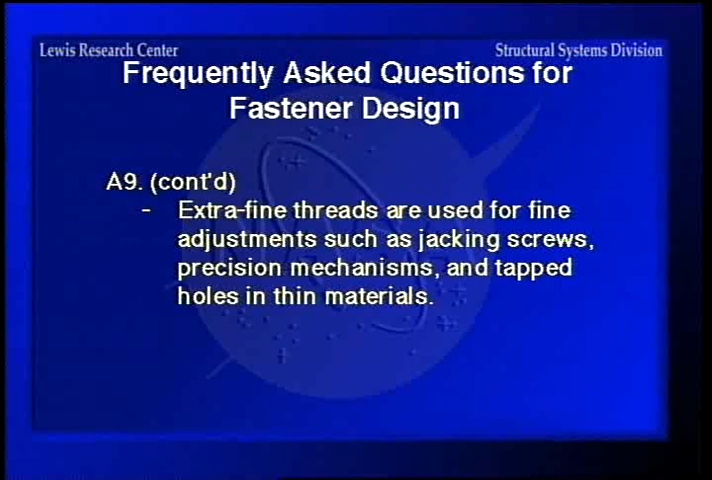 Lewis Research Center
Structural Systems Division
Frequently Asked Questions for
Fastener Design
A9. (cont'd)
- Extra-fine threads are used for fine
adjustments such as jacking screws,
precision mechanisms, and tapped
holes in thin materials.